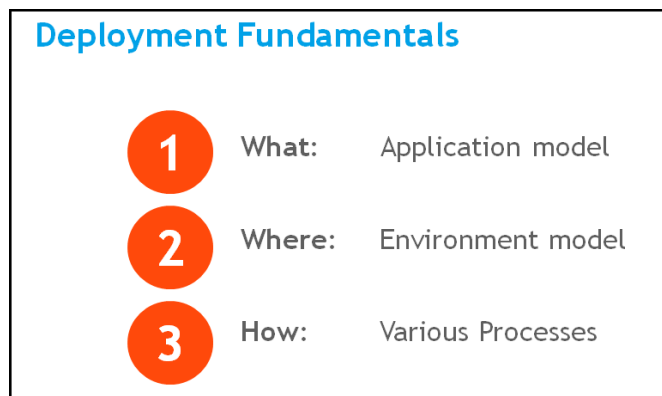 Deployment Fundamentals
1 What: Application model
2 Where: Environment model
3 How: Various Processes